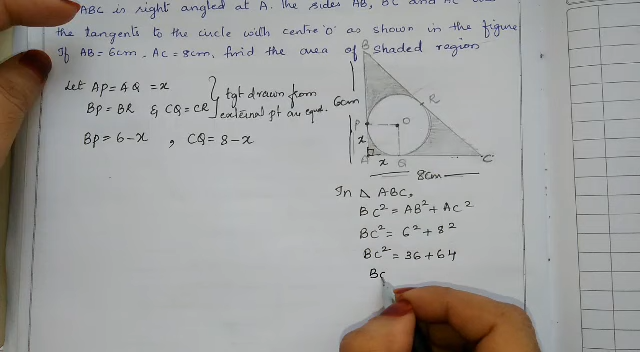 ABC is right angled at A. The sides AB, BC and AC
the tangents to the circle with centre 'O' as shown in the figure
If AB = 6cm, AC = 8cm, find the area of shaded region
Let AP = AQ = x
BP = BR & CQ = CR
tgt drawn from
external pt are equal.
BP = 6-x , CQ = 8-x
B
6cm
R
P
O
x
A
Q
C
x
8cm
In △ ABC,
BC² = AB² + AC²
BC² = 6² + 8²
BC² = 36 + 64
BC